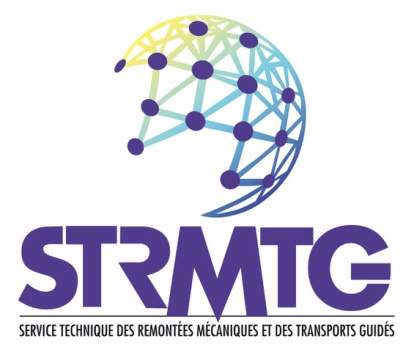 STRMTG
SERVICE TECHNIQUE DES REMONTÉES MÉCANIQUES ET DES TRANSPORTS GUIDÉS